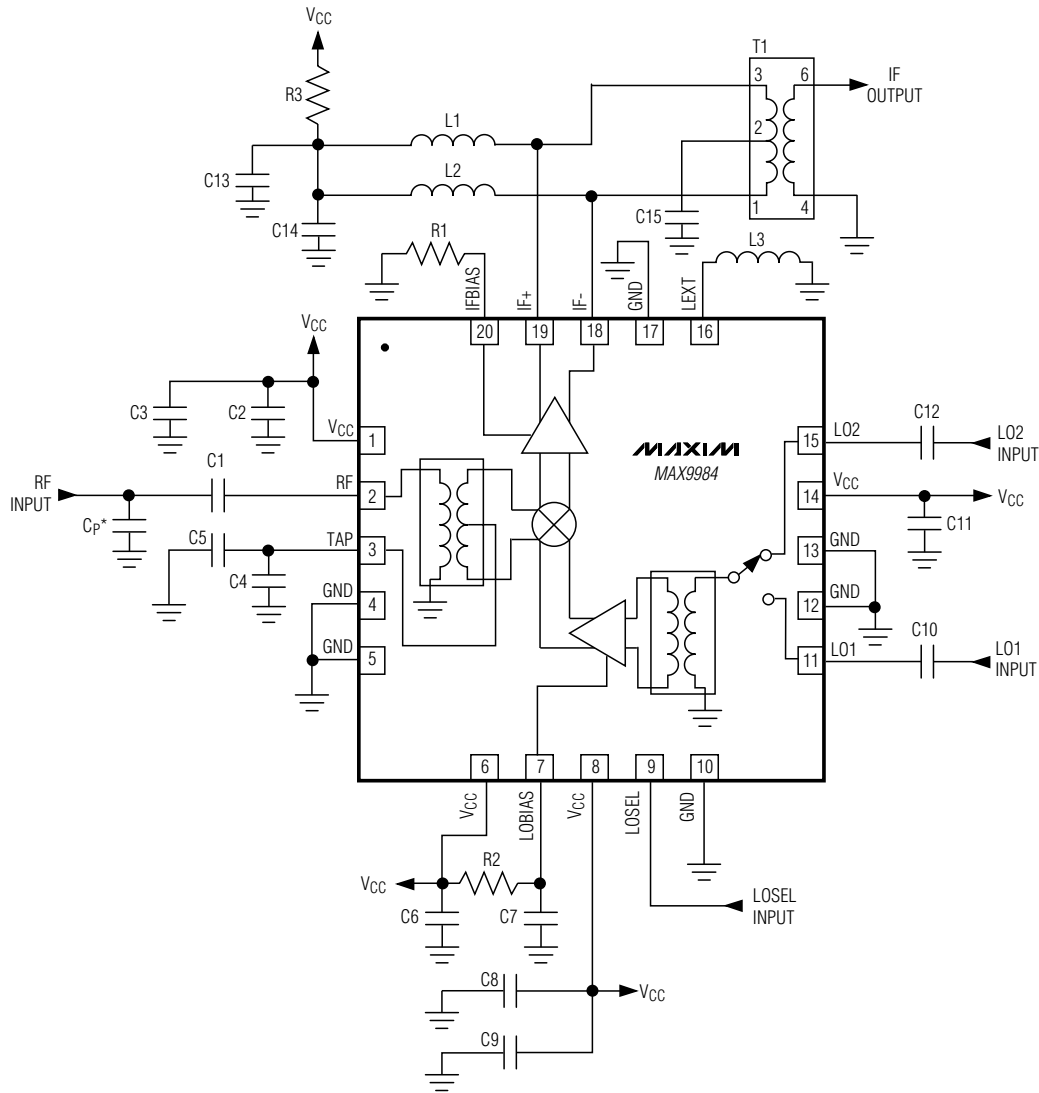 VCC
R3
L1
L2
C13
C14
T1
3
6
2
1
4
IF
OUTPUT
C15
R1
L3
IFBIAS
IF+
IF-
GND
LEXT
20
19
18
17
16
VCC
C3
C2
VCC
1
RF
INPUT
CP*
C1
RF
2
C5
C4
TAP
3
GND
4
GND
5
MAXIM
MAX9984
15
LO2
C12
LO2
INPUT
14
VCC
VCC
C11
13
GND
12
GND
11
LO1
C10
LO1
INPUT
6
7
8
9
10
VCC
LOBIAS
VCC
LOSEL
GND
VCC
R2
C6
C7
LOSEL
INPUT
C8
VCC
C9